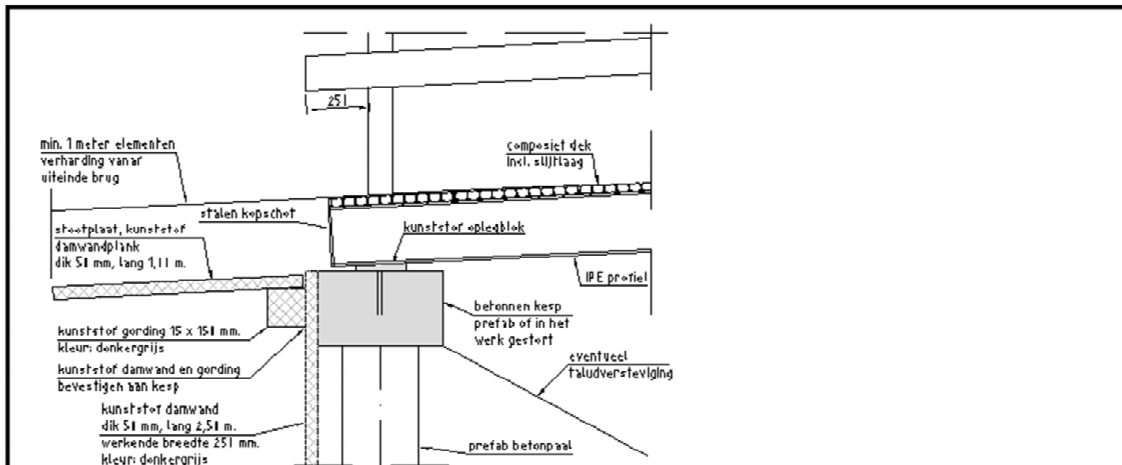 251
min. 1 meter elementen
verharding vanaf
uiteinde brug
composiet dek
incl. slijtlaag
stalen kopschot
stootplaat, kunststof
damwandplank
dik 51 mm, lang 1,11 m.
kunststof oplegblok
IPE profiel
betonnen kesp
prefab of in het
werk gestort
kunststof gording 15 x 151 mm.
kleur: donkergrijs
kunststof damwand en gording
bevestigen aan kesp
eventueel
taludversteviging
kunststof damwand
dik 51 mm, lang 2,51 m.
werkende breedte 251 mm.
kleur: donkergrijs
prefab betonpaal